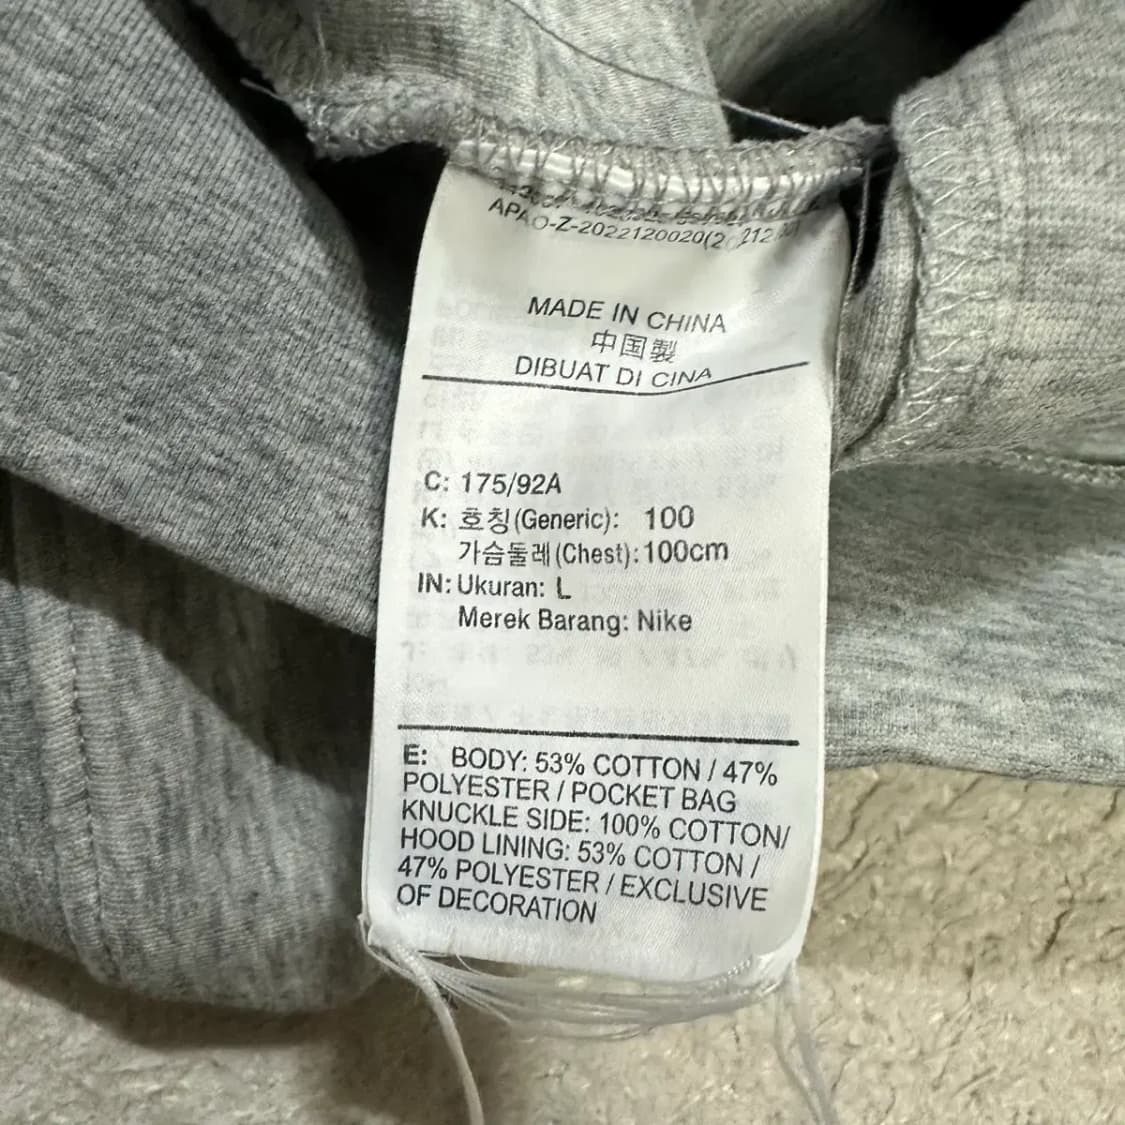 APAO-Z-2022120020(2
MADE IN CHINA
中国製
DIBUAT DI CINA
C: 175/92A
K: 호칭(Generic): 100
가슴둘레(Chest):100cm
IN: Ukuran: L
Merek Barang: Nike
E: BODY: 53% COTTON / 47%
POLYESTER / POCKET BAG
KNUCKLE SIDE: 100% COTTON/
HOOD LINING: 53% COTTON /
47% POLYESTER / EXCLUSIVE
OF DECORATION